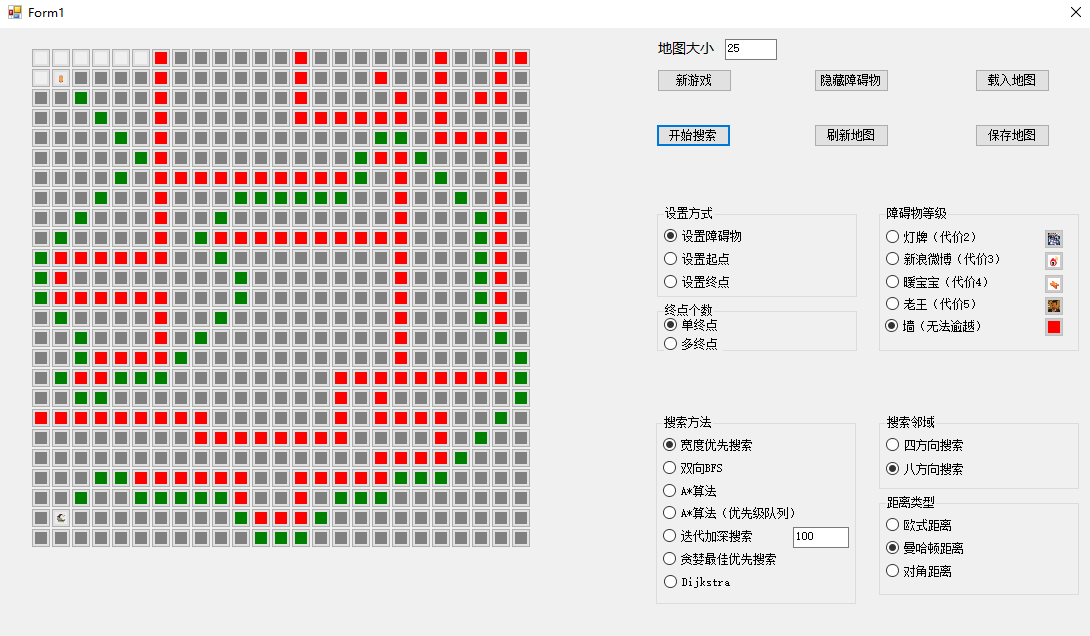 Form1
地图大小 25
新游戏 隐藏障碍物 载入地图
开始搜索 刷新地图 保存地图
设置方式
设置障碍物
设置起点
设置终点
终点个数
单终点
多终点
障碍物等级
灯牌（代价2）
新浪微博（代价3）
暖宝宝（代价4）
老王（代价5）
墙（无法逾越）
搜索方法
宽度优先搜索
双向BFS
A*算法
A*算法（优先级队列）
迭代加深搜索 100
贪婪最佳优先搜索
Dijkstra
搜索邻域
四方向搜索
八方向搜索
距离类型
欧式距离
曼哈顿距离
对角距离